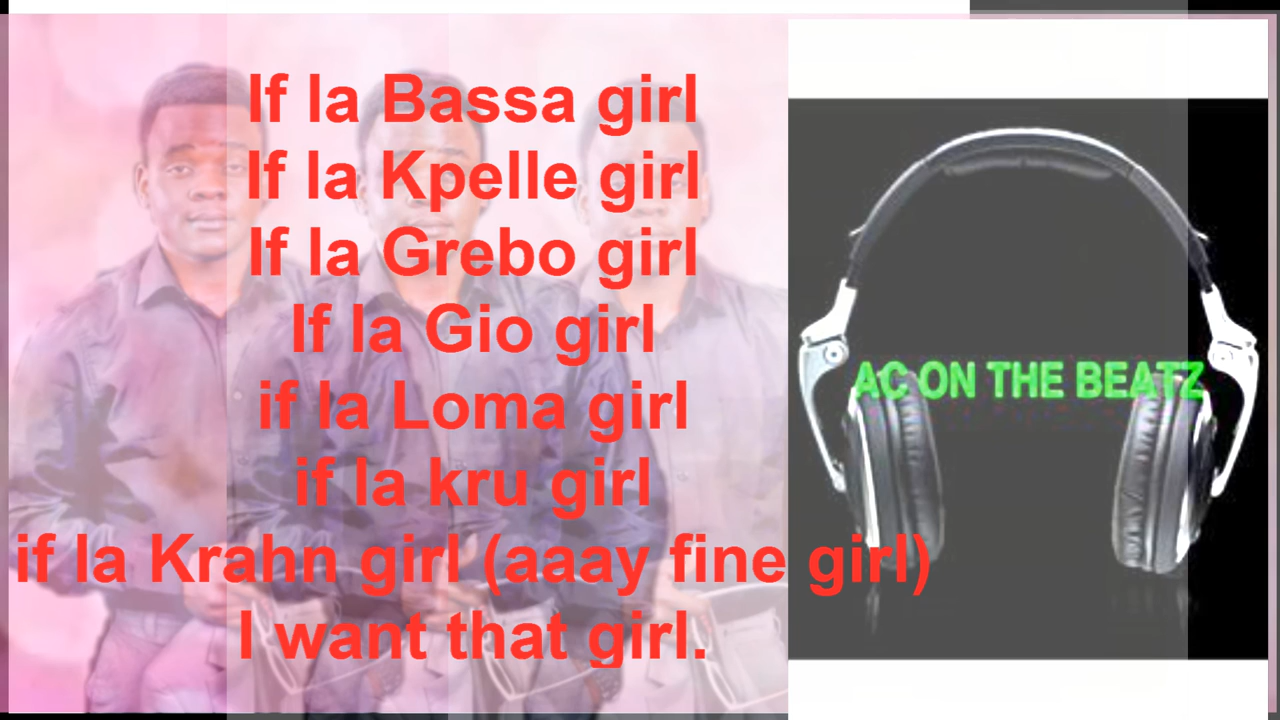 If la Bassa girl
If la Kpelle girl
If la Grebo girl
If la Gio girl
if la Loma girl
if la kru girl
if la Krahn girl (aaay fine girl)
I want that girl.
AC ON THE BEATZ